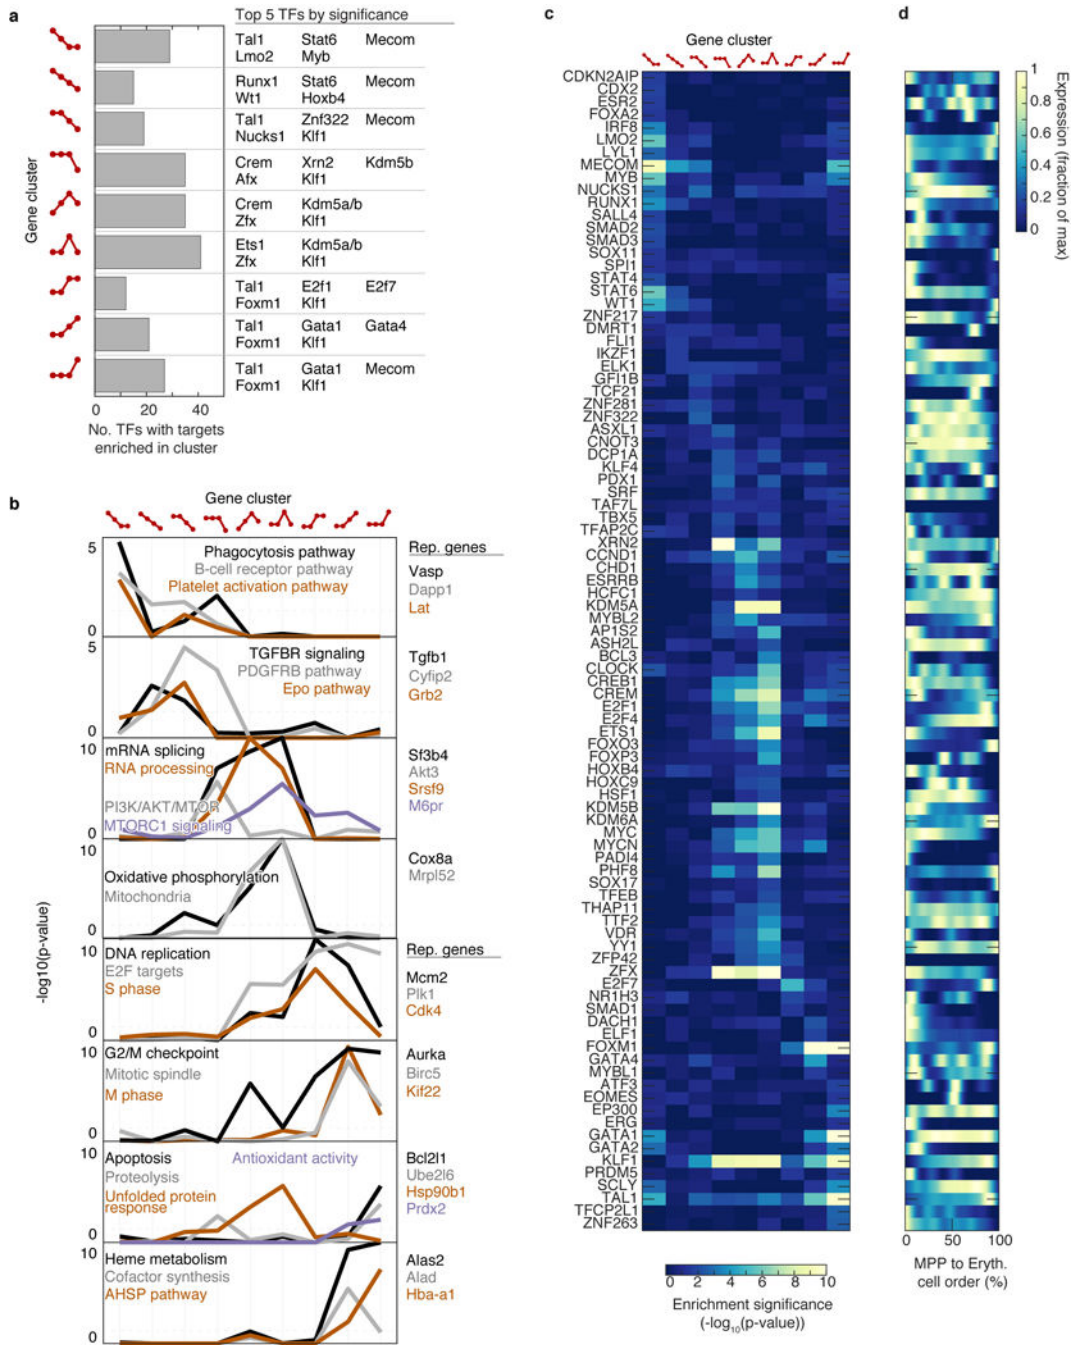 a
Top 5 TFs by significance
Tal1 Stat6 Mecom
Lmo2 Myb
Runx1 Stat6 Mecom
Wt1 Hoxb4
Tal1 Znf322 Mecom
Nucks1 Klf1
Crem Xrn2 Kdm5b
Afx Klf1
Crem Kdm5a/b
Zfx Klf1
Ets1 Kdm5a/b
Zfx Klf1
Tal1 E2f1 E2f7
Foxm1 Klf1
Tal1 Gata1 Gata4
Foxm1 Klf1
Tal1 Gata1 Mecom
Foxm1 Klf1
Gene cluster
0 20 40
No. TFs with targets
enriched in cluster
b
Gene cluster
Rep. genes
5
Phagocytosis pathway
B-cell receptor pathway
Platelet activation pathway
0
Vasp
Dapp1
Lat
5
TGFBR signaling
PDGFRB pathway
Epo pathway
0
Tgfb1
Cyfip2
Grb2
10
mRNA splicing
RNA processing
PI3K/AKT/MTOR
MTORC1 signaling
0
Sf3b4
Akt3
Srsf9
M6pr
10
Oxidative phosphorylation
Mitochondria
0
Cox8a
Mrpl52
-log10(p-value)
Rep. genes
10
DNA replication
E2F targets
S phase
0
Mcm2
Plk1
Cdk4
10
G2/M checkpoint
Mitotic spindle
M phase
0
Aurka
Birc5
Kif22
10
Apoptosis
Antioxidant activity
Proteolysis
Unfolded protein
response
0
Bcl2l1
Ube2l6
Hsp90b1
Prdx2
10
Heme metabolism
Cofactor synthesis
AHSP pathway
0
Alas2
Alad
Hba-a1
c
Gene cluster
CDKN2AIP
CDX2
ESR2
FOXA2
IRF8
LMO2
LYL1
MECOM
MYB
NUCKS1
RUNX1
SALL4
SMAD2
SMAD3
SOX11
SPI1
STAT4
STAT6
WT1
ZNF217
DMRT1
FLI1
IKZF1
ELK1
GFI1B
TCF21
ZNF281
ZNF322
ASXL1
CNOT3
DCP1A
KLF4
PDX1
SRF
TAF7L
TBX5
TFAP2C
XRN2
CCND1
CHD1
ESRRB
HCFC1
KDM5A
MYBL2
AP1S2
ASH2L
BCL3
CLOCK
CREB1
CREM
E2F1
E2F4
ETS1
FOXO3
FOXP3
HOXB4
HOXC9
HSF1
KDM5B
KDM6A
MYC
MYCN
PADI4
PHF8
SOX17
TFEB
THAP11
TTF2
VDR
YY1
ZFP42
ZFX
E2F7
NR1H3
SMAD1
DACH1
ELF1
FOXM1
GATA4
MYBL1
ATF3
EOMES
EP300
ERG
GATA1
GATA2
KLF1
PRDM5
SCLY
TAL1
TFCP2L1
ZNF263
0 2 4 6 8 10
Enrichment significance
(-log10(p-value))
d
1
0.8
0.6
0.4
0.2
0
Expression (fraction of max)
0 50 100
MPP to Eryth.
cell order (%)